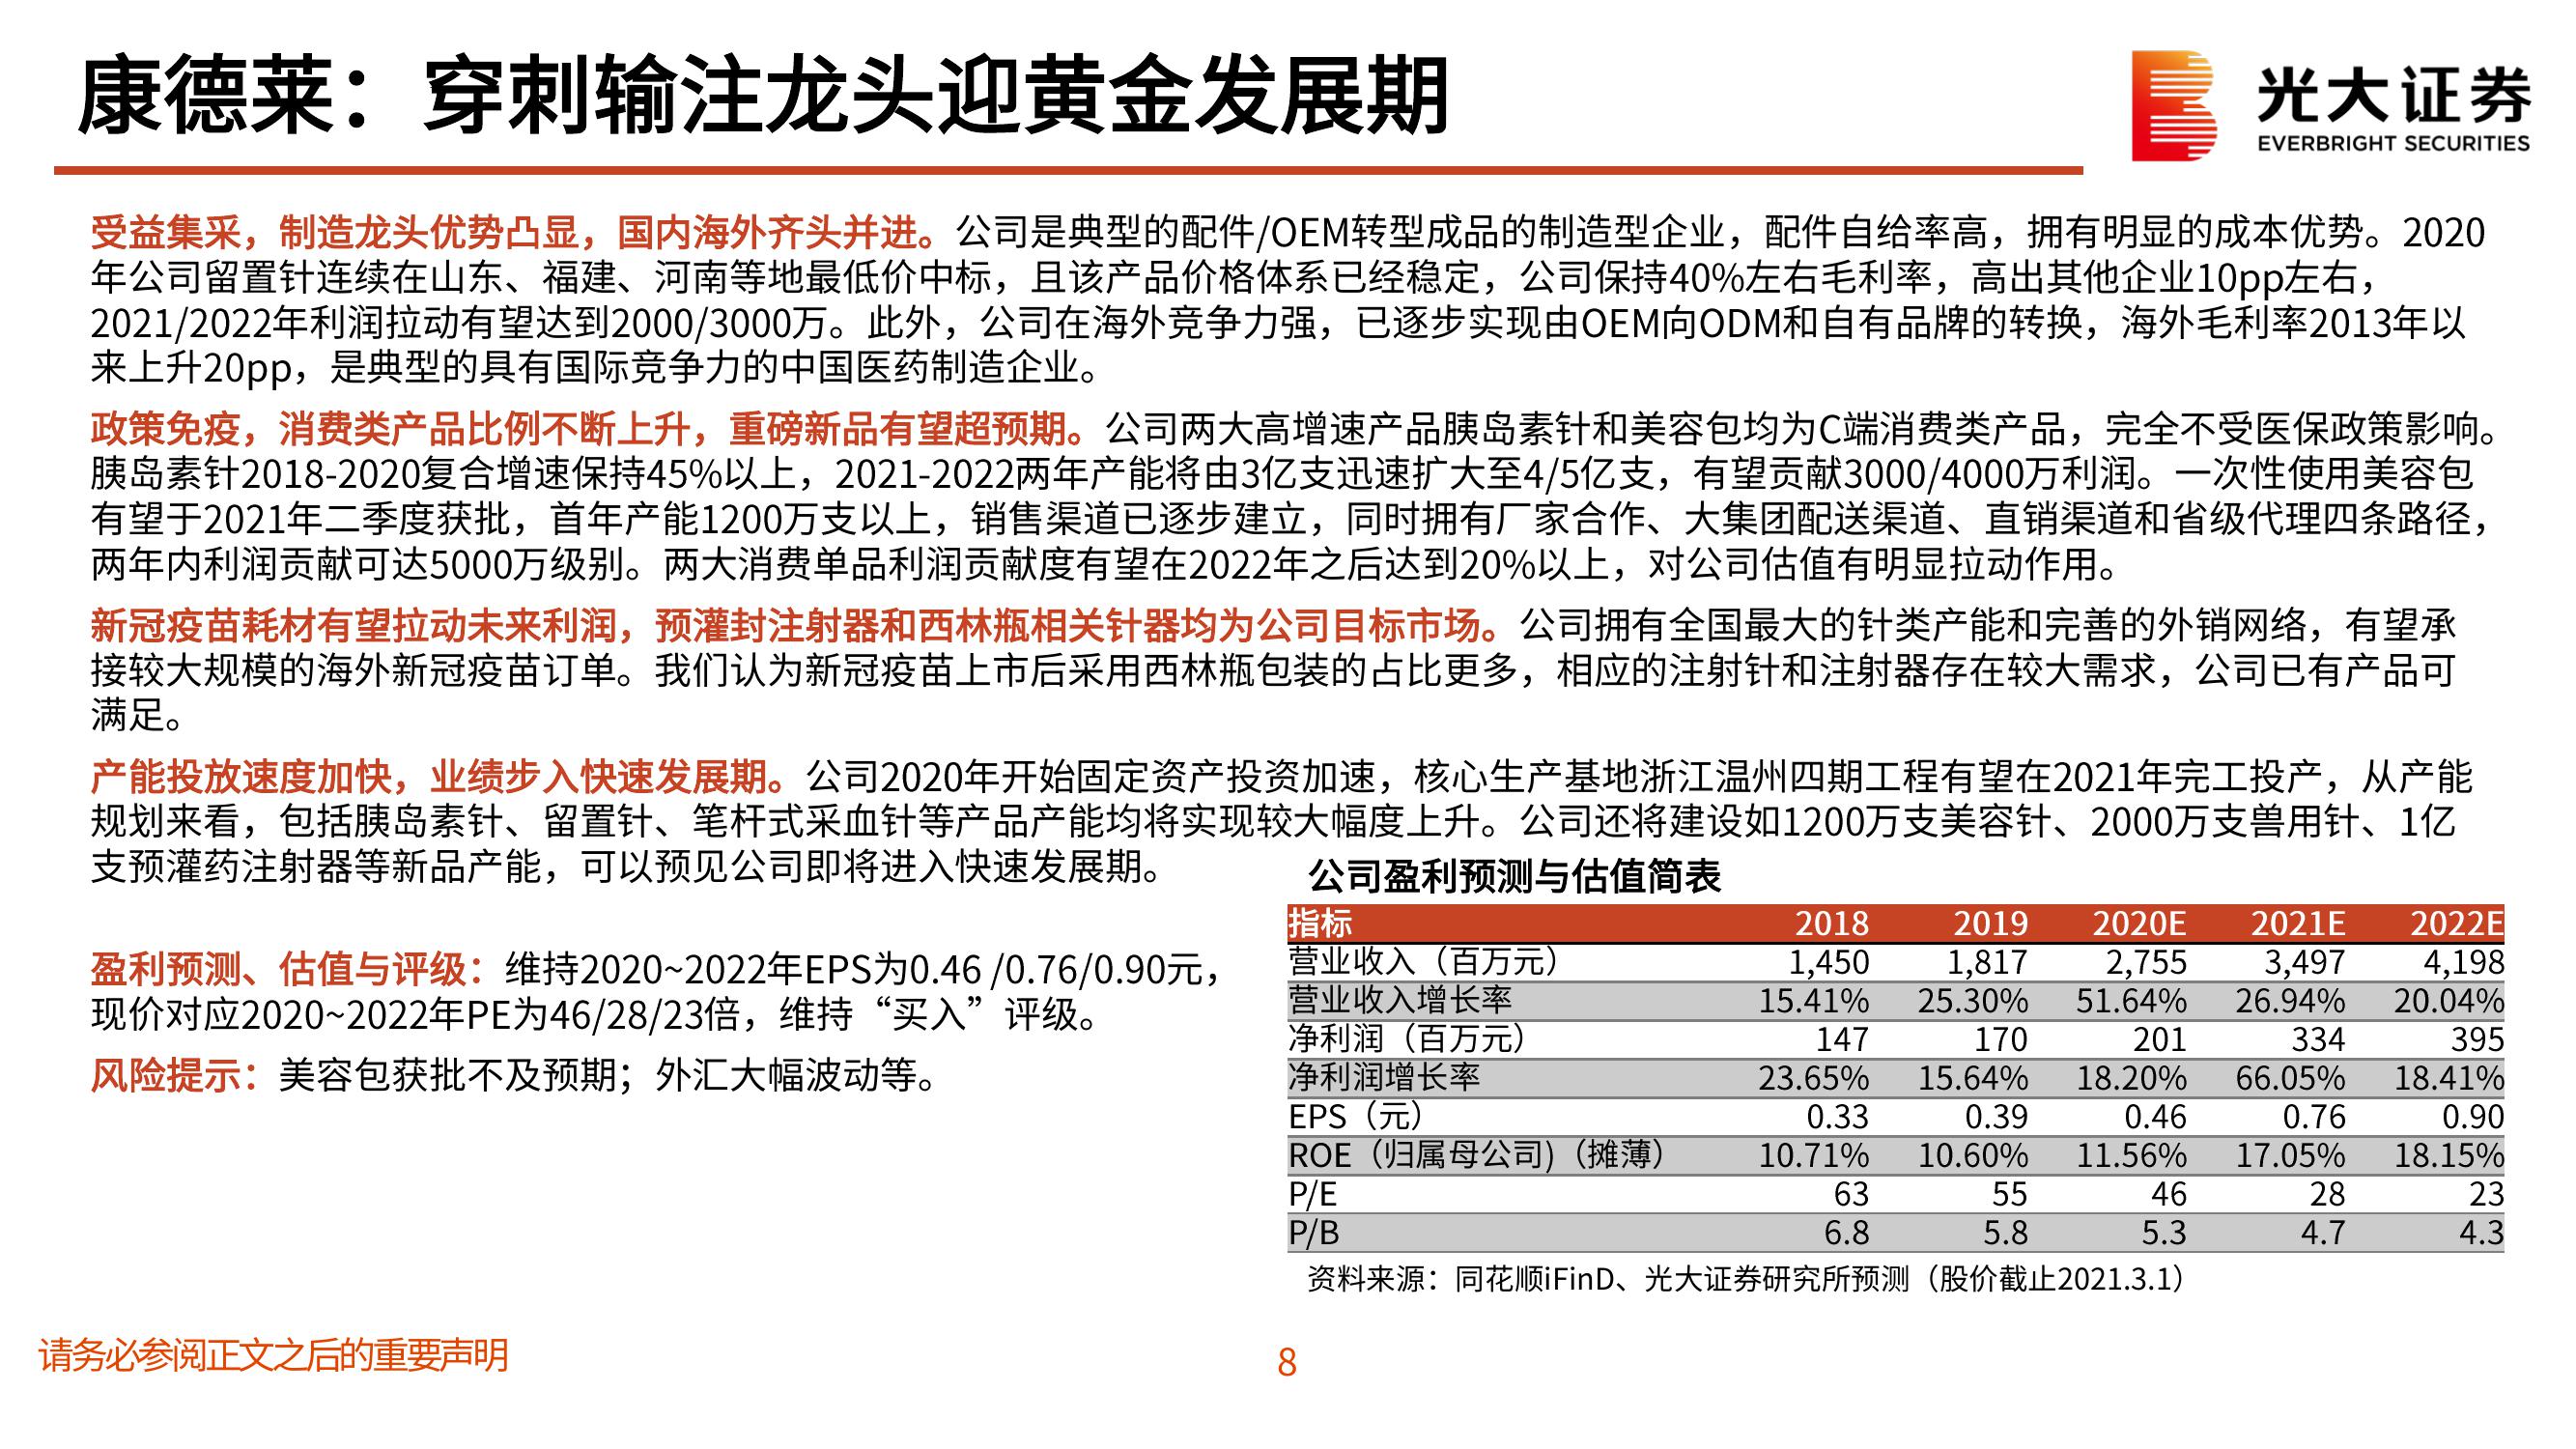 康德莱：穿刺输注龙头迎黄金发展期
光大证券
EVERBRIGHT SECURITIES
受益集采，制造龙头优势凸显，国内海外齐头并进。公司是典型的配件/OEM转型成品的制造型企业，配件自给率高，拥有明显的成本优势。2020
年公司留置针连续在山东、福建、河南等地最低价中标，且该产品价格体系已经稳定，公司保持40%左右毛利率，高出其他企业10pp左右，
2021/2022年利润拉动有望达到2000/3000万。此外，公司在海外竞争力强，已逐步实现由OEM向ODM和自有品牌的转换，海外毛利率2013年以
来上升20pp，是典型的具有国际竞争力的中国医药制造企业。
政策免疫，消费类产品比例不断上升，重磅新品有望超预期。公司两大高增速产品胰岛素针和美容包均为C端消费类产品，完全不受医保政策影响。
胰岛素针2018-2020复合增速保持45%以上，2021-2022两年产能将由3亿支迅速扩大至4/5亿支，有望贡献3000/4000万利润。一次性使用美容包
有望于2021年二季度获批，首年产能1200万支以上，销售渠道已逐步建立，同时拥有厂家合作、大集团配送渠道、直销渠道和省级代理四条路径，
两年内利润贡献可达5000万级别。两大消费单品利润贡献度有望在2022年之后达到20%以上，对公司估值有明显拉动作用。
新冠疫苗耗材有望拉动未来利润，预灌封注射器和西林瓶相关针器均为公司目标市场。公司拥有全国最大的针类产能和完善的外销网络，有望承
接较大规模的海外新冠疫苗订单。我们认为新冠疫苗上市后采用西林瓶包装的占比更多，相应的注射针和注射器存在较大需求，公司已有产品可
满足。
产能投放速度加快，业绩步入快速发展期。公司2020年开始固定资产投资加速，核心生产基地浙江温州四期工程有望在2021年完工投产，从产能
规划来看，包括胰岛素针、留置针、笔杆式采血针等产品产能均将实现较大幅度上升。公司还将建设如1200万支美容针、2000万支兽用针、1亿
支预灌药注射器等新品产能，可以预见公司即将进入快速发展期。
盈利预测、估值与评级：维持2020~2022年EPS为0.46 /0.76/0.90元，
现价对应2020~2022年PE为46/28/23倍，维持“买入”评级。
风险提示：美容包获批不及预期；外汇大幅波动等。
公司盈利预测与估值简表
指标 2018 2019 2020E 2021E 2022E
营业收入（百万元） 1,450 1,817 2,755 3,497 4,198
营业收入增长率 15.41% 25.30% 51.64% 26.94% 20.04%
净利润（百万元） 147 170 201 334 395
净利润增长率 23.65% 15.64% 18.20% 66.05% 18.41%
EPS（元） 0.33 0.39 0.46 0.76 0.90
ROE（归属母公司)（摊薄） 10.71% 10.60% 11.56% 17.05% 18.15%
P/E 63 55 46 28 23
P/B 6.8 5.8 5.3 4.7 4.3
资料来源：同花顺iFinD、光大证券研究所预测（股价截止2021.3.1）
请务必参阅正文之后的重要声明
8